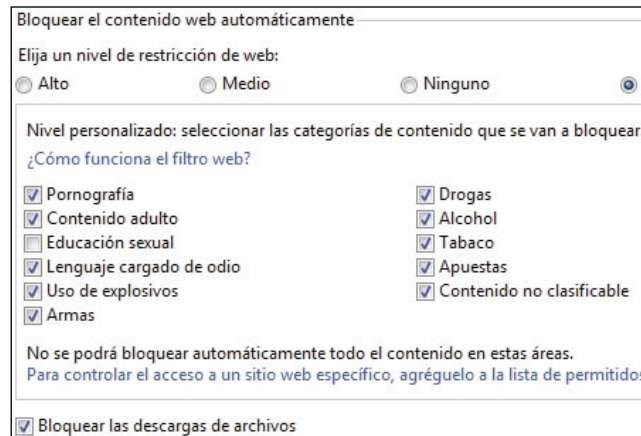 Bloquear el contenido web automáticamente
Elija un nivel de restricción de web:
Alto Medio Ninguno
Nivel personalizado: seleccionar las categorías de contenido que se van a bloquear
¿Cómo funciona el filtro web?
Pornografía Drogas
Contenido adulto Alcohol
Educación sexual Tabaco
Lenguaje cargado de odio Apuestas
Uso de explosivos Contenido no clasificable
Armas
No se podrá bloquear automáticamente todo el contenido en estas áreas.
Para controlar el acceso a un sitio web específico, agréguelo a la lista de permitidos
Bloquear las descargas de archivos